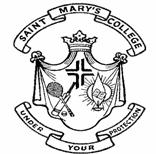 SAINT MARY'S COLLEGE
UNDER YOUR PROTECTION